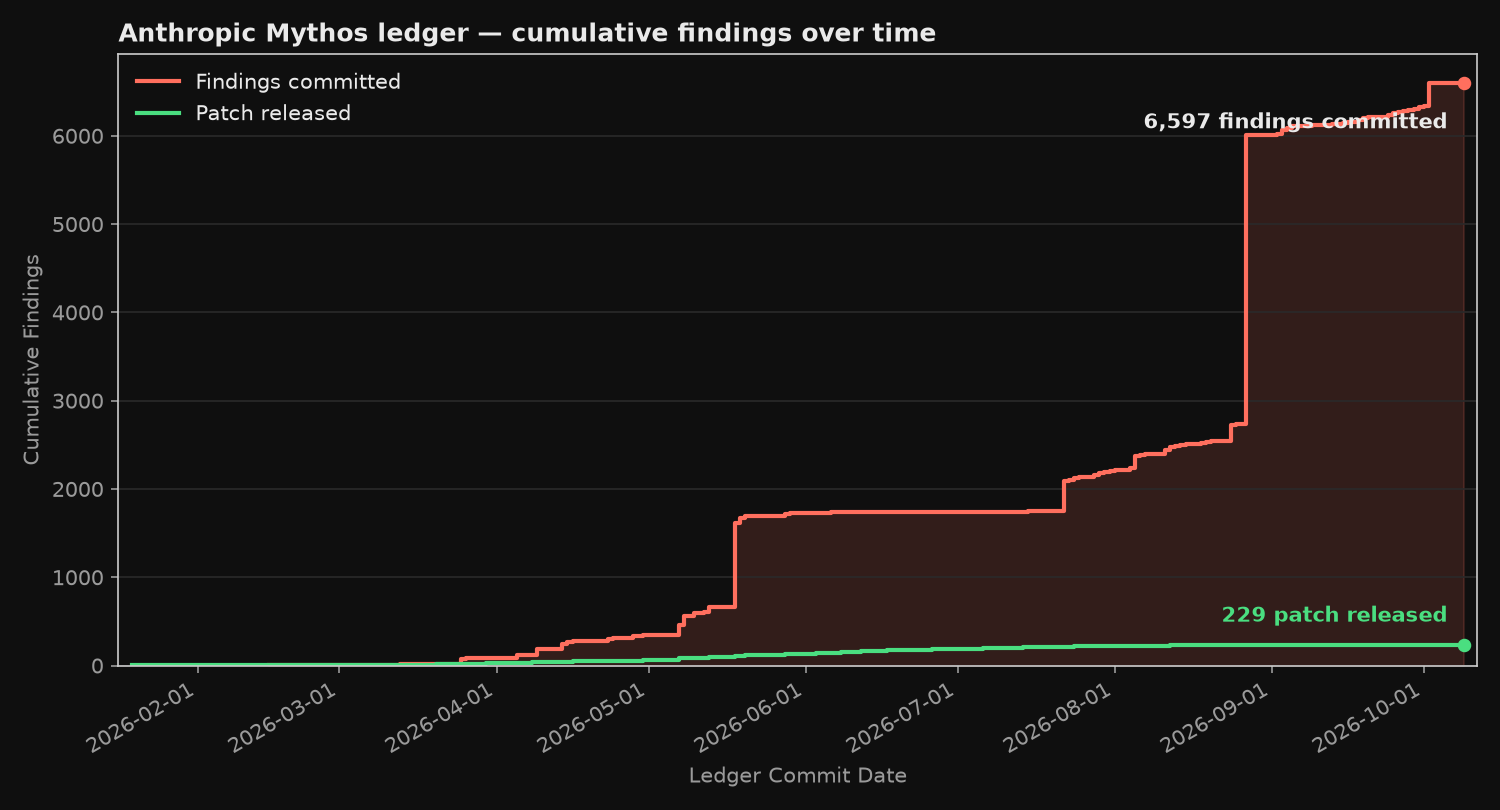 Anthropic Mythos ledger — cumulative findings over time
Findings committed
Patch released
6,597 findings committed
229 patch released
Cumulative Findings
6000
5000
4000
3000
2000
1000
0
2026-02-01
2026-03-01
2026-04-01
2026-05-01
2026-06-01
2026-07-01
2026-08-01
2026-09-01
2026-10-01
Ledger Commit Date